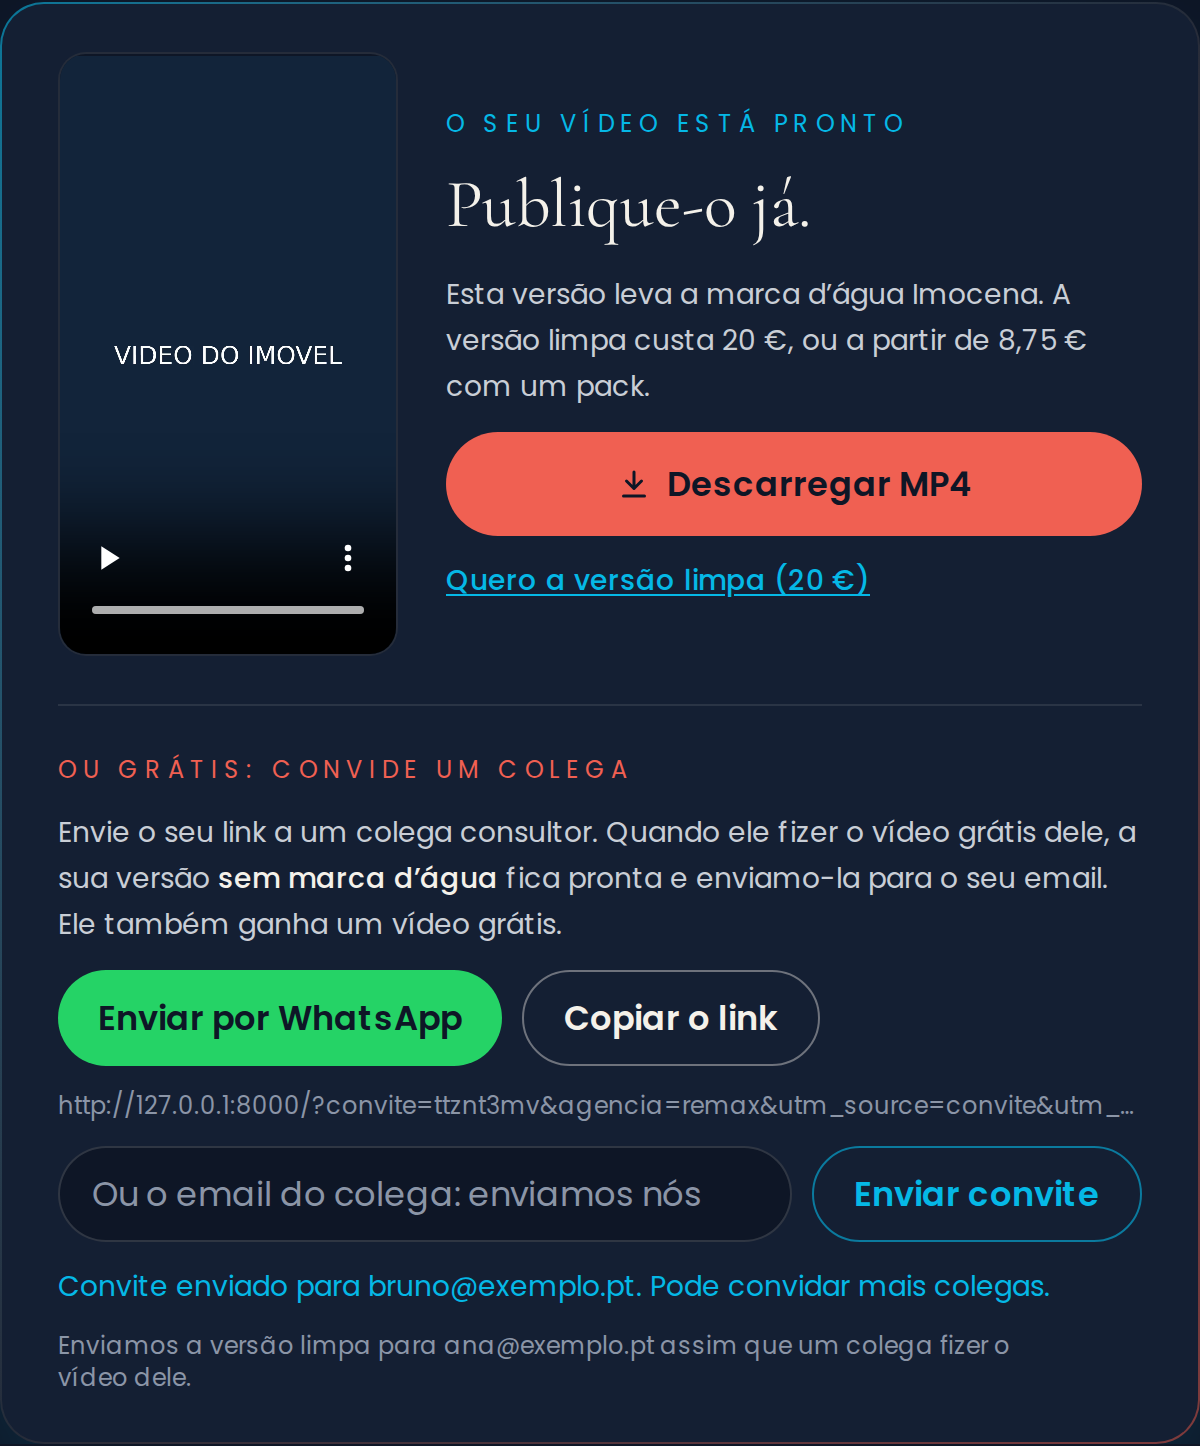 O SEU VÍDEO ESTÁ PRONTO
Publique-o já.
Esta versão leva a marca d’água Imocena. A
versão limpa custa 20 €, ou a partir de 8,75 €
com um pack.
VIDEO DO IMOVEL
Descarregar MP4
Quero a versão limpa (20 €)
OU GRÁTIS: CONVIDE UM COLEGA
Envie o seu link a um colega consultor. Quando ele fizer o vídeo grátis dele, a
sua versão sem marca d’água fica pronta e enviamo-la para o seu email.
Ele também ganha um vídeo grátis.
Enviar por WhatsApp
Copiar o link
http://127.0.0.1:8000/?convite=ttznt3mv&agencia=remax&utm_source=convite&utm_…
Ou o email do colega: enviamos nós
Enviar convite
Convite enviado para bruno@exemplo.pt. Pode convidar mais colegas.
Enviamos a versão limpa para ana@exemplo.pt assim que um colega fizer o
vídeo dele.